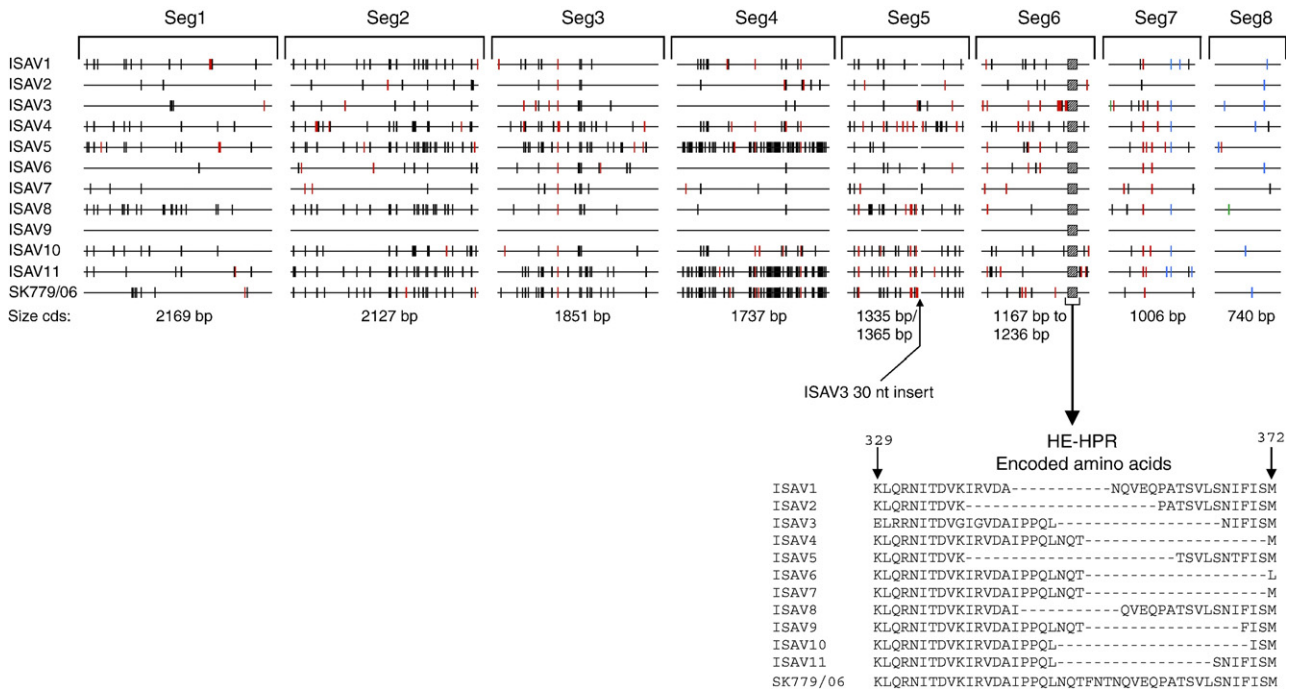 Seg1 Seg2 Seg3 Seg4 Seg5 Seg6 Seg7 Seg8
ISAV1
ISAV2
ISAV3
ISAV4
ISAV5
ISAV6
ISAV7
ISAV8
ISAV9
ISAV10
ISAV11
SK779/06
Size cds: 2169 bp 2127 bp 1851 bp 1737 bp 1335 bp/ 1167 bp to 1006 bp 740 bp
1365 bp 1236 bp
ISAV3 30 nt insert
329 HE-HPR 372
Encoded amino acids
ISAV1 KLQRNITDVKIRVDA-----------NQVEQPATSVLSNIFISM
ISAV2 KLQRNITDVK---------------------PATSVLSNIFISM
ISAV3 ELRRNITDVGIGVDAIPPQL------------------NIFISM
ISAV4 KLQRNITDVKIRVDAIPPQLNQT--------------------M
ISAV5 KLQRNITDVK-----------------------TSVLSNTFISM
ISAV6 KLQRNITDVKIRVDAIPPQLNQT--------------------L
ISAV7 KLQRNITDVKIRVDAIPPQLNQT--------------------M
ISAV8 KLQRNITDVKIRVDAI-----------QVEQPATSVLSNIFISM
ISAV9 KLQRNITDVKIRVDAIPPQLNQT-----------------FISM
ISAV10 KLQRNITDVKIRVDAIPPQL---------------------ISM
ISAV11 KLQRNITDVKIRVDAIPPQL-----------------SNIFISM
SK779/06 KLQRNITDVKIRVDAIPPQLNQTFNTNQVEQPATSVLSNIFISM